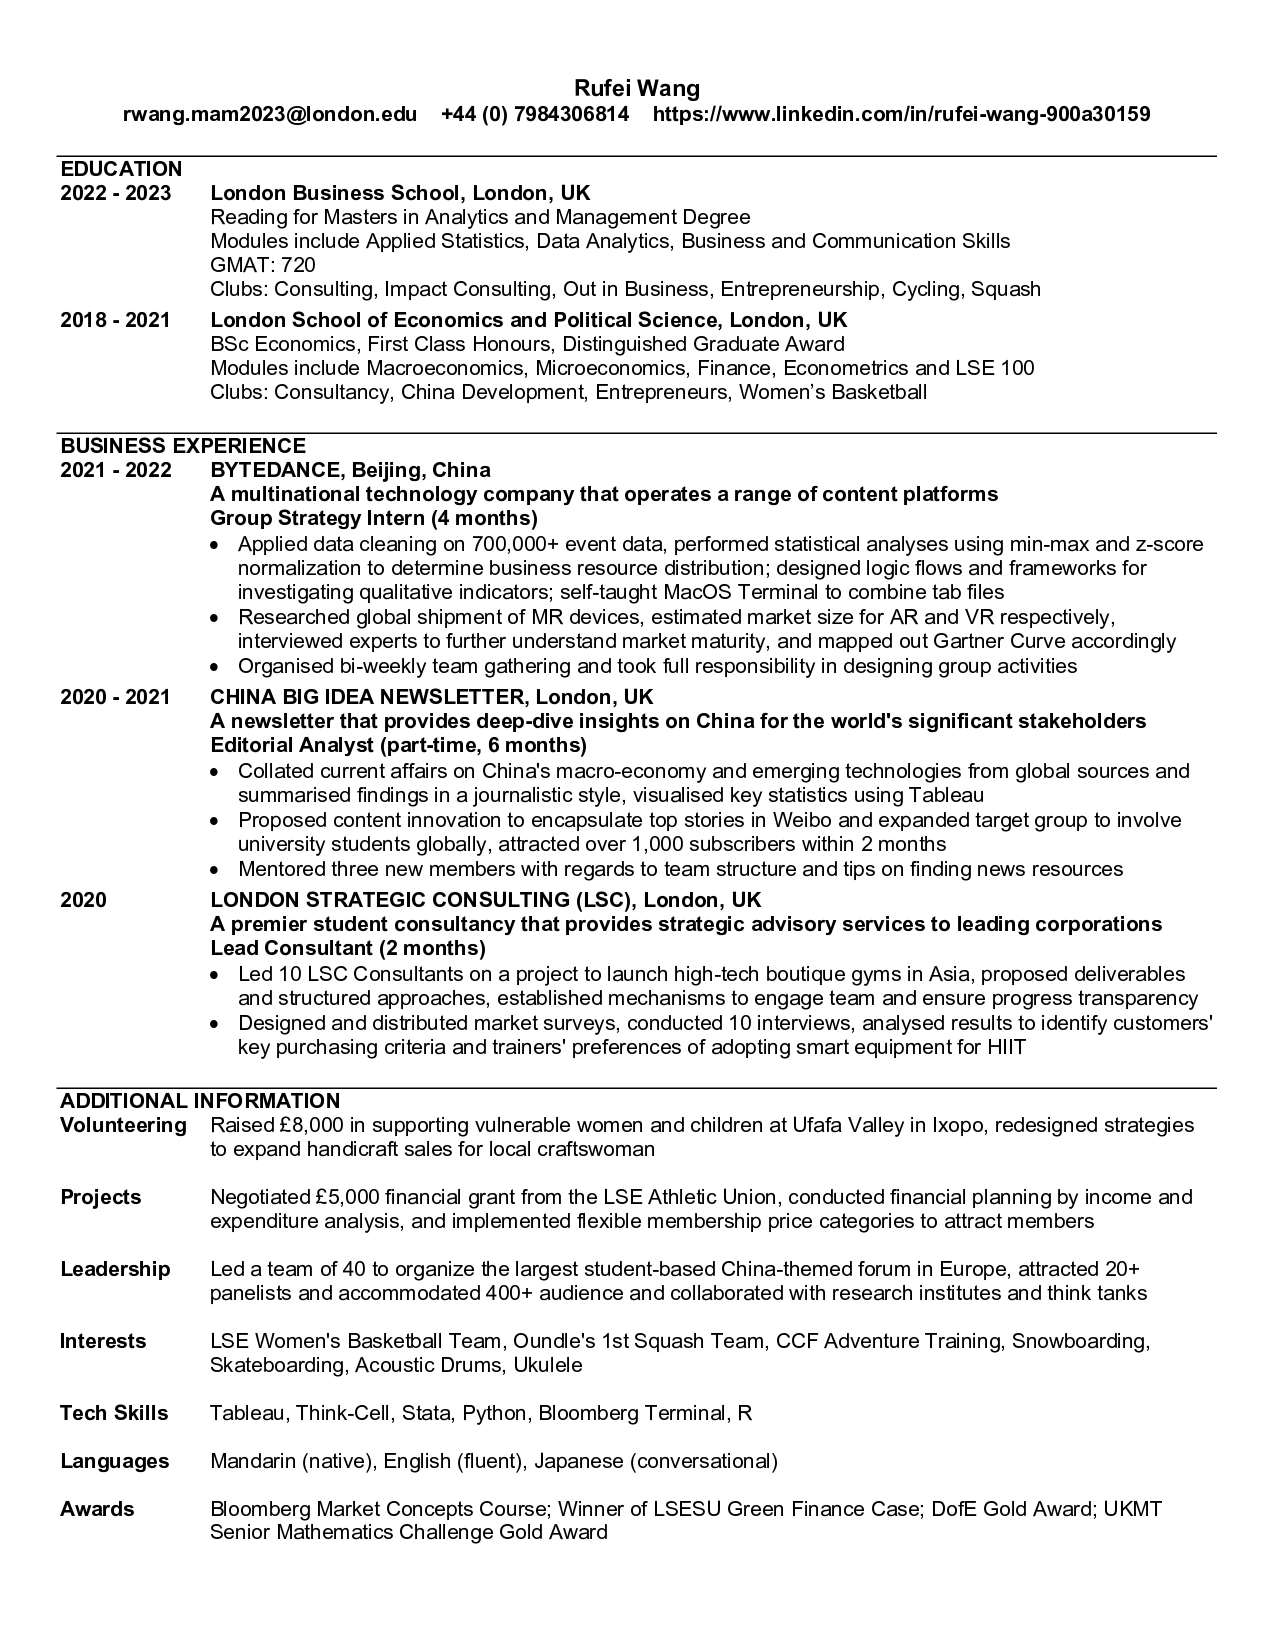 Rufei Wang
rwang.mam2023@london.edu +44 (0) 7984306814 https://www.linkedin.com/in/rufei-wang-900a30159
EDUCATION
2022 - 2023 London Business School, London, UK
Reading for Masters in Analytics and Management Degree
Modules include Applied Statistics, Data Analytics, Business and Communication Skills
GMAT: 720
Clubs: Consulting, Impact Consulting, Out in Business, Entrepreneurship, Cycling, Squash
2018 - 2021 London School of Economics and Political Science, London, UK
BSc Economics, First Class Honours, Distinguished Graduate Award
Modules include Macroeconomics, Microeconomics, Finance, Econometrics and LSE 100
Clubs: Consultancy, China Development, Entrepreneurs, Women’s Basketball
BUSINESS EXPERIENCE
2021 - 2022 BYTEDANCE, Beijing, China
A multinational technology company that operates a range of content platforms
Group Strategy Intern (4 months)
• Applied data cleaning on 700,000+ event data, performed statistical analyses using min-max and z-score
normalization to determine business resource distribution; designed logic flows and frameworks for
investigating qualitative indicators; self-taught MacOS Terminal to combine tab files
• Researched global shipment of MR devices, estimated market size for AR and VR respectively,
interviewed experts to further understand market maturity, and mapped out Gartner Curve accordingly
• Organised bi-weekly team gathering and took full responsibility in designing group activities
2020 - 2021 CHINA BIG IDEA NEWSLETTER, London, UK
A newsletter that provides deep-dive insights on China for the world's significant stakeholders
Editorial Analyst (part-time, 6 months)
• Collated current affairs on China's macro-economy and emerging technologies from global sources and
summarised findings in a journalistic style, visualised key statistics using Tableau
• Proposed content innovation to encapsulate top stories in Weibo and expanded target group to involve
university students globally, attracted over 1,000 subscribers within 2 months
• Mentored three new members with regards to team structure and tips on finding news resources
2020 LONDON STRATEGIC CONSULTING (LSC), London, UK
A premier student consultancy that provides strategic advisory services to leading corporations
Lead Consultant (2 months)
• Led 10 LSC Consultants on a project to launch high-tech boutique gyms in Asia, proposed deliverables
and structured approaches, established mechanisms to engage team and ensure progress transparency
• Designed and distributed market surveys, conducted 10 interviews, analysed results to identify customers'
key purchasing criteria and trainers' preferences of adopting smart equipment for HIIT
ADDITIONAL INFORMATION
Volunteering Raised £8,000 in supporting vulnerable women and children at Ufafa Valley in Ixopo, redesigned strategies
to expand handicraft sales for local craftswoman
Projects Negotiated £5,000 financial grant from the LSE Athletic Union, conducted financial planning by income and
expenditure analysis, and implemented flexible membership price categories to attract members
Leadership Led a team of 40 to organize the largest student-based China-themed forum in Europe, attracted 20+
panelists and accommodated 400+ audience and collaborated with research institutes and think tanks
Interests LSE Women's Basketball Team, Oundle's 1st Squash Team, CCF Adventure Training, Snowboarding,
Skateboarding, Acoustic Drums, Ukulele
Tech Skills Tableau, Think-Cell, Stata, Python, Bloomberg Terminal, R
Languages Mandarin (native), English (fluent), Japanese (conversational)
Awards Bloomberg Market Concepts Course; Winner of LSESU Green Finance Case; DofE Gold Award; UKMT
Senior Mathematics Challenge Gold Award